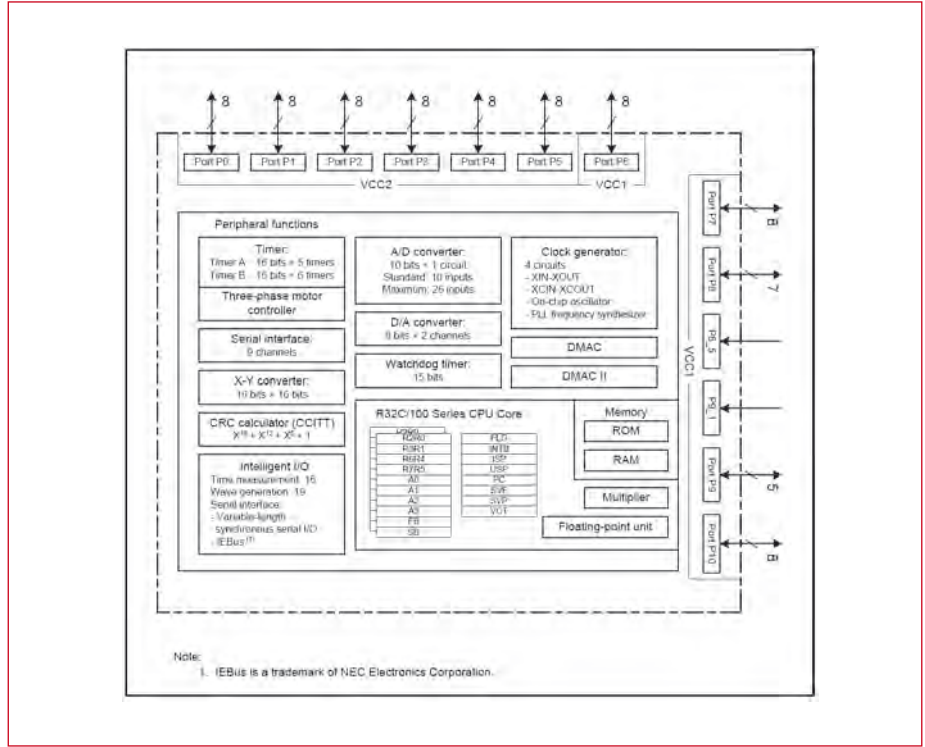 8 8 8 8 8 8 8
Port P0 Port P1 Port P2 Port P3 Port P4 Port P5 Port P6
VCC2 VCC1
Port P7
8
Port P8
7
P8_5
VCC1
P9_1
Port P9
5
Port P10
8
Peripheral functions
Timer:
Timer A 16 bits × 5 timers
Timer B 16 bits × 6 timers
Three-phase motor
controller
Serial interface:
9 channels
X-Y converter:
16 bits × 16 bits
CRC calculator (CCITT)
X¹⁶ + X¹² + X⁵ + 1
Intelligent I/O
Time measurement 16
Wave generation 19
Serial interface:
- Variable-length
synchronous serial I/O
- IEBus ⁽¹⁾
A/D converter:
10 bits × 1 circuit
Standard 10 inputs
Maximum: 26 inputs
D/A converter:
8 bits × 2 channels
Watchdog timer:
15 bits
Clock generator:
4 circuits
- XIN-XOUT
- XCIN-XCOUT
- On-chip oscillator
- PLL frequency synthesizer
DMAC
DMAC II
R32C/100 Series CPU Core
R2R0
R2R0
R3R1
R6R4
R7R5
A0
A1
A2
A3
FB
SB
FLG
INTB
ISP
USP
PC
SVF
SVP
VCT
Memory
ROM
RAM
Multiplier
Floating-point unit
Note:
1. IEBus is a trademark of NEC Electronics Corporation.